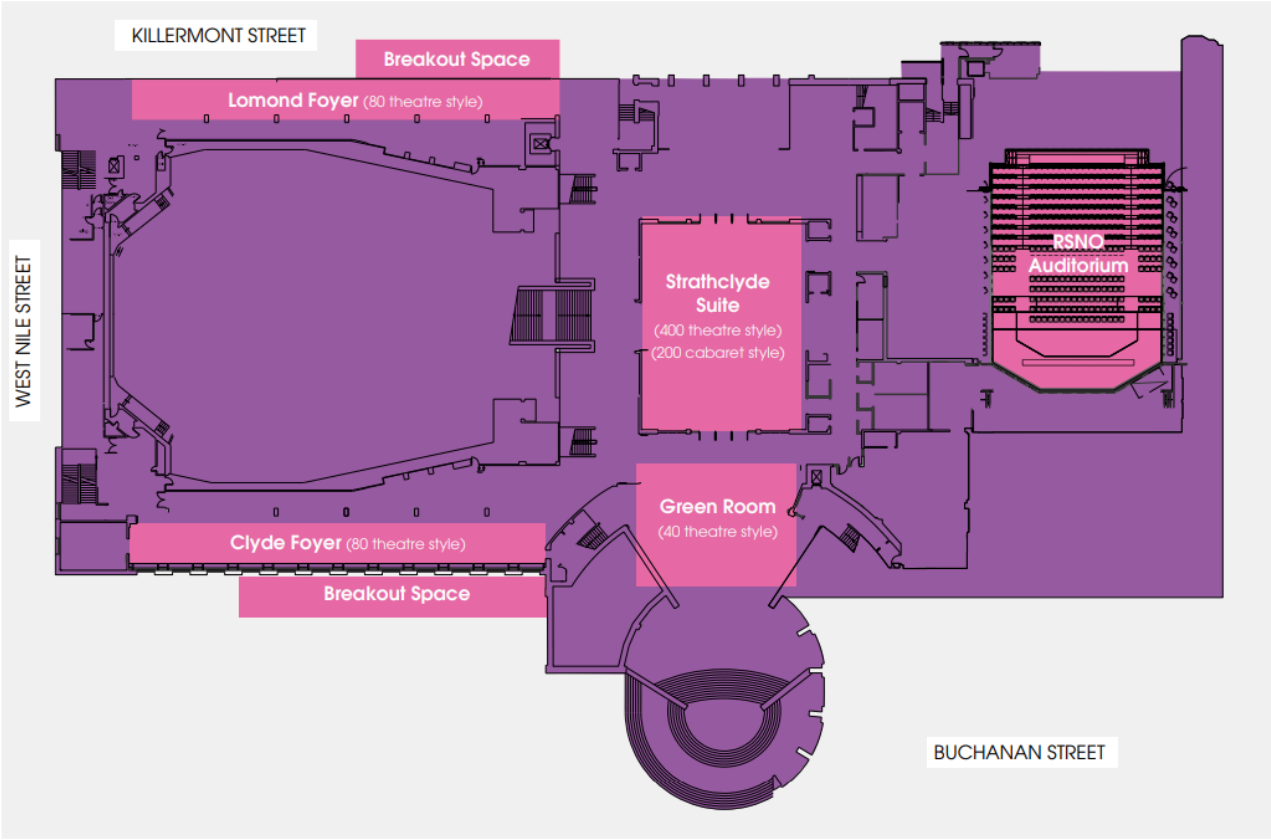 KILLERMONT STREET
Breakout Space
Lomond Foyer (80 theatre style)
WEST NILE STREET
RSNO
Auditorium
Strathclyde
Suite
(400 theatre style)
(200 cabaret style)
Green Room
(40 theatre style)
Clyde Foyer (80 theatre style)
Breakout Space
BUCHANAN STREET